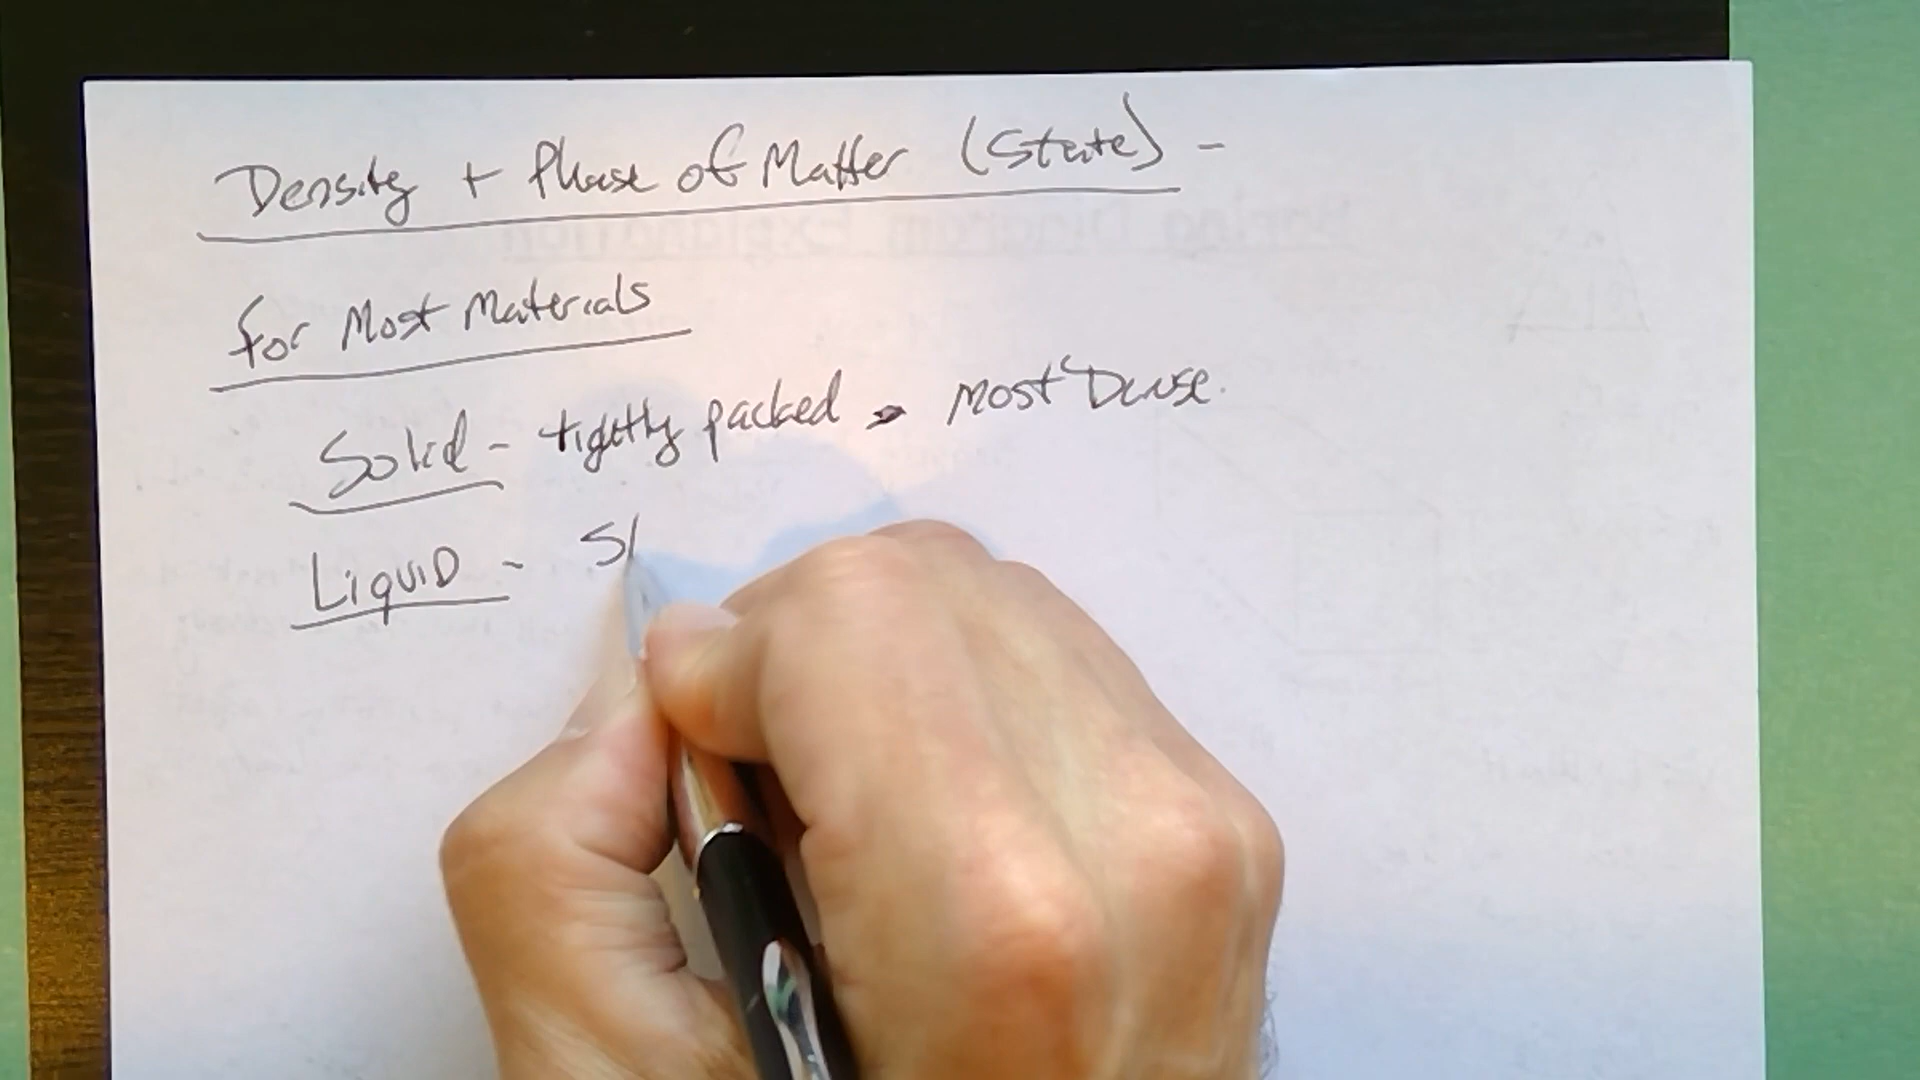 Density + Phase of Matter (State) -
for Most Materials
Solid - tightly packed → most Dense.
Liquid - Sl